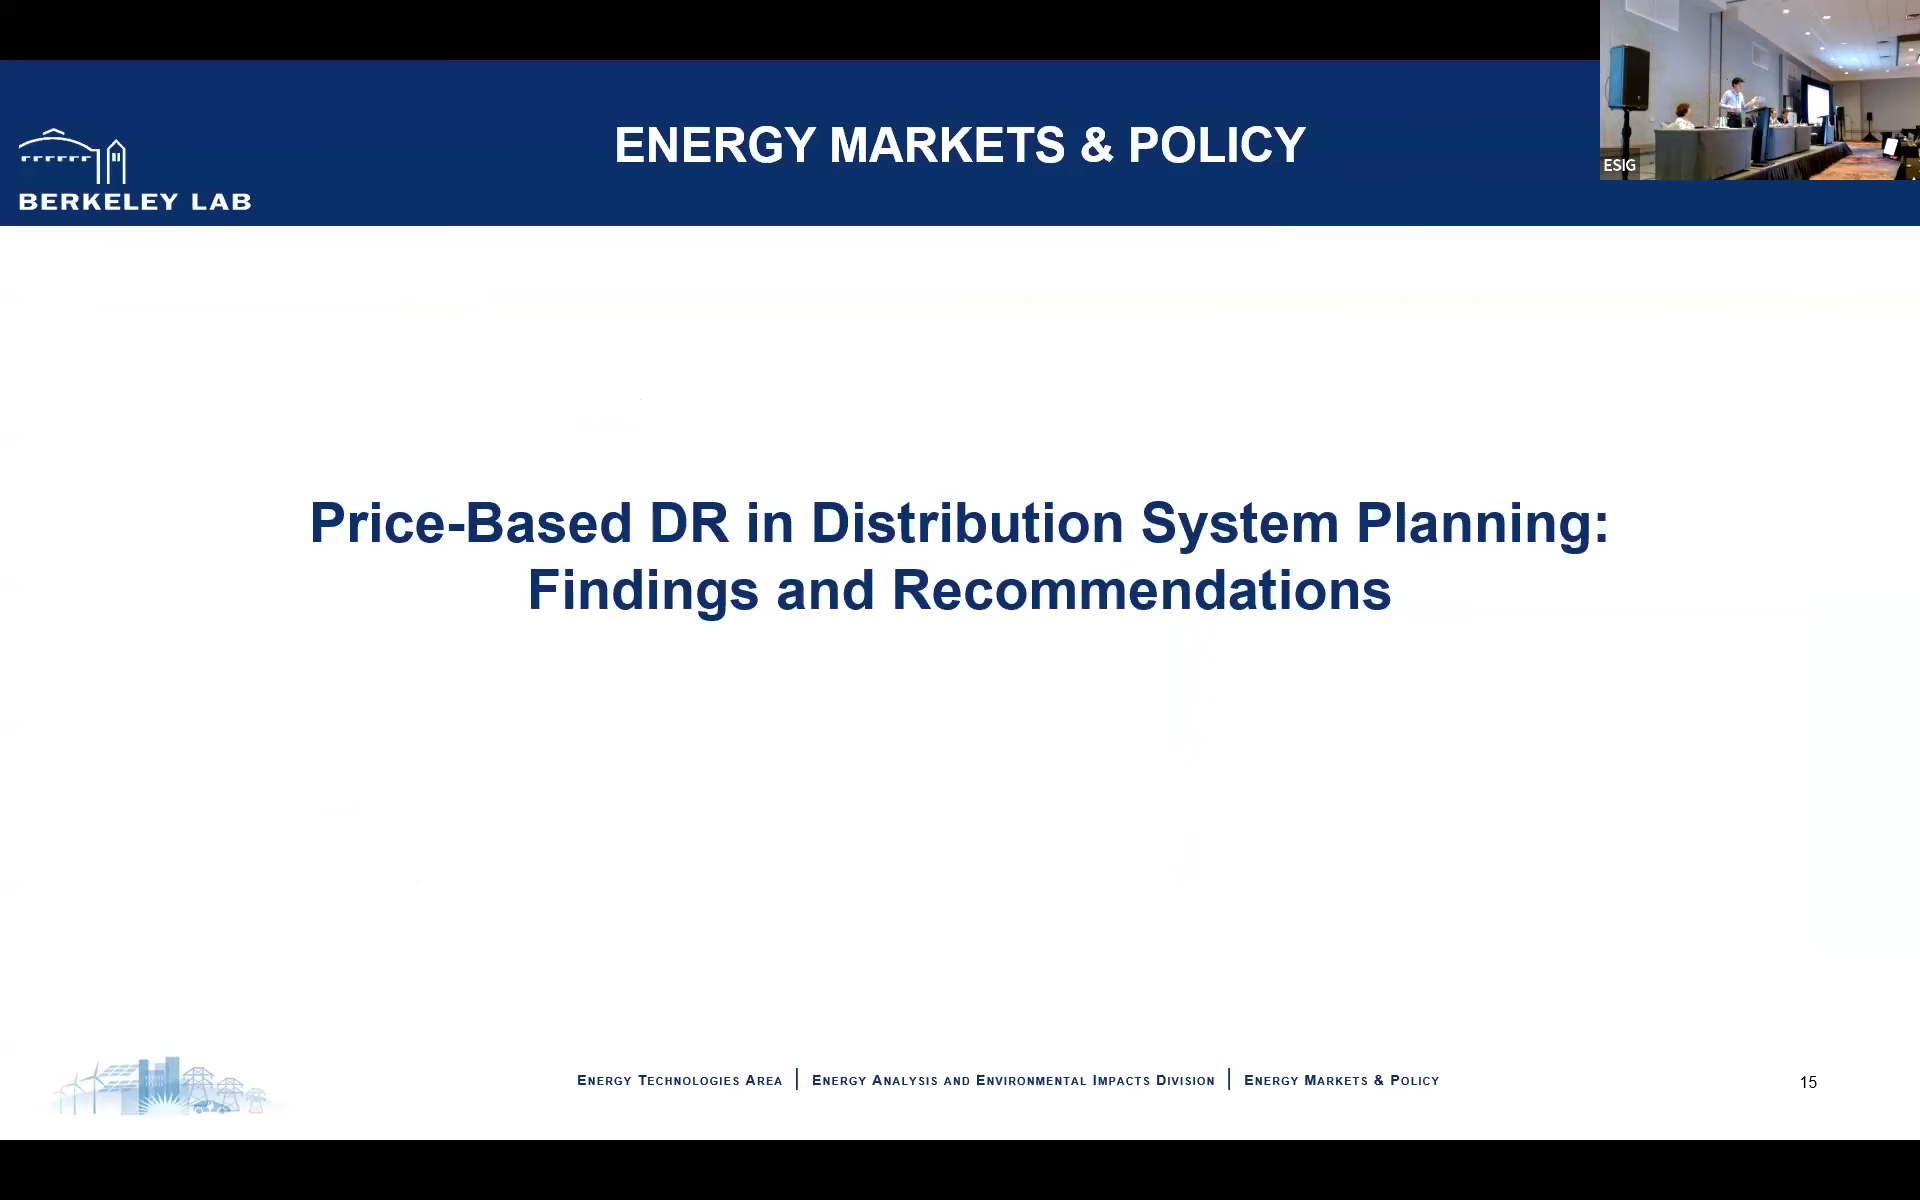 ENERGY MARKETS & POLICY
BERKELEY LAB
ESIG
Price-Based DR in Distribution System Planning:
Findings and Recommendations
ENERGY TECHNOLOGIES AREA | ENERGY ANALYSIS AND ENVIRONMENTAL IMPACTS DIVISION | ENERGY MARKETS & POLICY
15